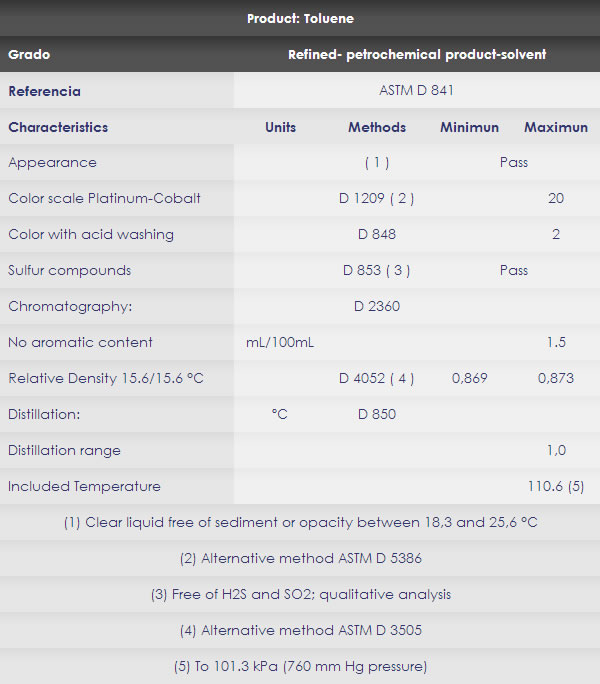 Product: Toluene
Grado Refined- petrochemical product-solvent
Referencia ASTM D 841
Characteristics Units Methods Minimun Maximun
Appearance ( 1 ) Pass
Color scale Platinum-Cobalt D 1209 ( 2 ) 20
Color with acid washing D 848 2
Sulfur compounds D 853 ( 3 ) Pass
Chromatography: D 2360
No aromatic content mL/100mL 1.5
Relative Density 15.6/15.6 °C D 4052 ( 4 ) 0,869 0,873
Distillation: °C D 850
Distillation range 1,0
Included Temperature 110.6 (5)
(1) Clear liquid free of sediment or opacity between 18,3 and 25,6 °C
(2) Alternative method ASTM D 5386
(3) Free of H2S and SO2; qualitative analysis
(4) Alternative method ASTM D 3505
(5) To 101.3 kPa (760 mm Hg pressure)